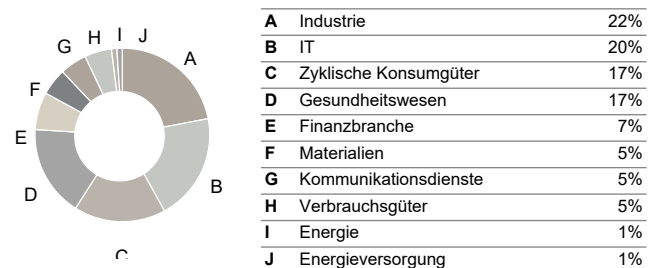 A Industrie 22%
B IT 20%
C Zyklische Konsumgüter 17%
D Gesundheitswesen 17%
E Finanzbranche 7%
F Materialien 5%
G Kommunikationsdienste 5%
H Verbrauchsgüter 5%
I Energie 1%
J Energieversorgung 1%
I J
H
G
A
F
E
B
D
C